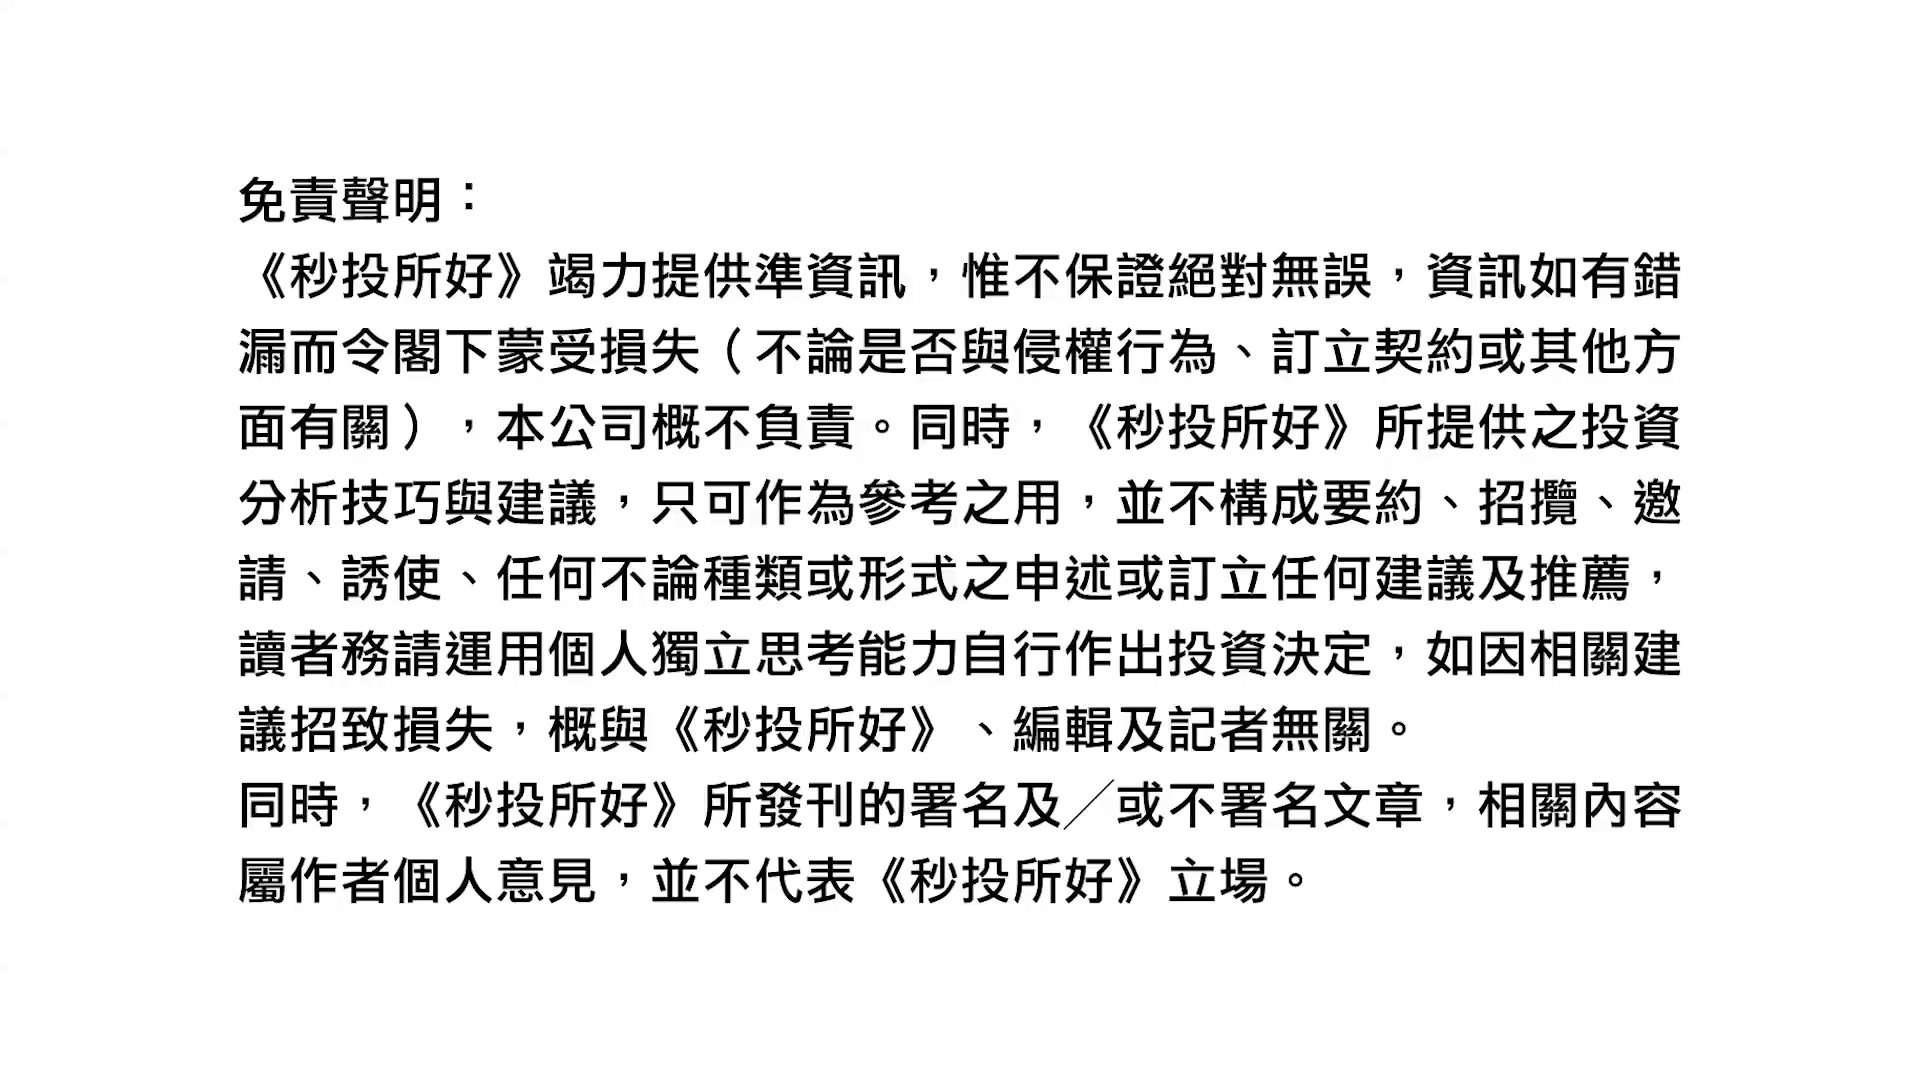 免責聲明：
《秒投所好》竭力提供準資訊，惟不保證絕對無誤，資訊如有錯
漏而令閣下蒙受損失（不論是否與侵權行為、訂立契約或其他方
面有關），本公司概不負責。同時，《秒投所好》所提供之投資
分析技巧與建議，只可作為參考之用，並不構成要約、招攬、邀
請、誘使、任何不論種類或形式之申述或訂立任何建議及推薦，
讀者務請運用個人獨立思考能力自行作出投資決定，如因相關建
議招致損失，概與《秒投所好》、編輯及記者無關。
同時，《秒投所好》所發刊的署名及╱或不署名文章，相關內容
屬作者個人意見，並不代表《秒投所好》立場。